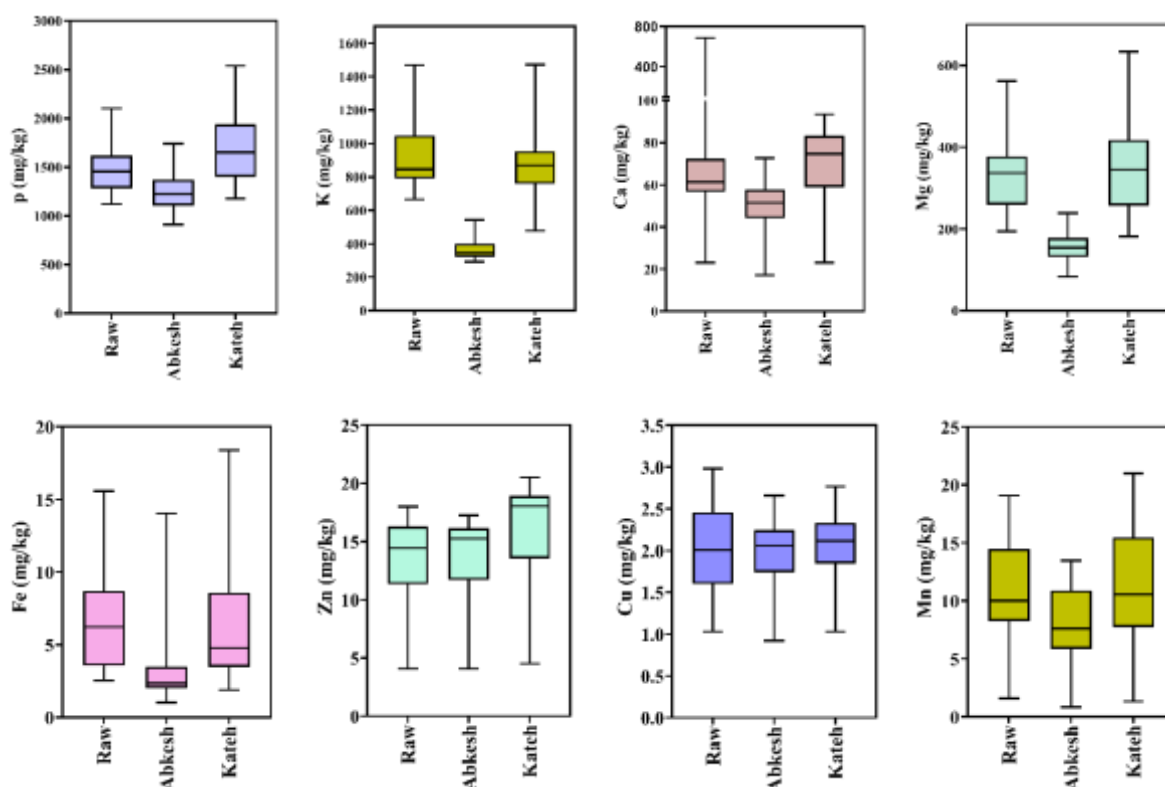 p (mg/kg)
3000
2500
2000
1500
1000
500
0
Raw
Abkesh
Kateh
K (mg/kg)
1600
1400
1200
1000
800
600
400
200
0
Raw
Abkesh
Kateh
Ca (mg/kg)
800
400
100
80
60
40
20
0
Raw
Abkesh
Kateh
Mg (mg/kg)
600
400
200
0
Raw
Abkesh
Kateh
Fe (mg/kg)
20
15
10
5
0
Raw
Abkesh
Kateh
Zn (mg/kg)
25
20
15
10
5
0
Raw
Abkesh
Kateh
Cu (mg/kg)
3.5
3.0
2.5
2.0
1.5
1.0
0.5
0.0
Raw
Abkesh
Kateh
Mn (mg/kg)
25
20
15
10
5
0
Raw
Abkesh
Kateh